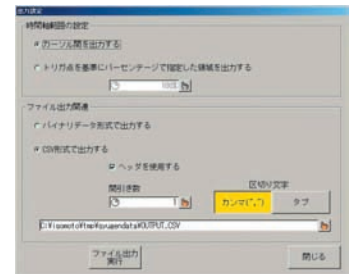 出力設定
時間軸範囲の設定
カーソル間を出力する
トリガ点を基準にパーセンテージで指定した領域を出力する
100%
ファイル出力関連
バイナリデータ形式で出力する
CSV形式で出力する
ヘッダを使用する
間引き数
1
区切り文字
カンマ(",")
タブ
ファイル出力
実行
閉じる